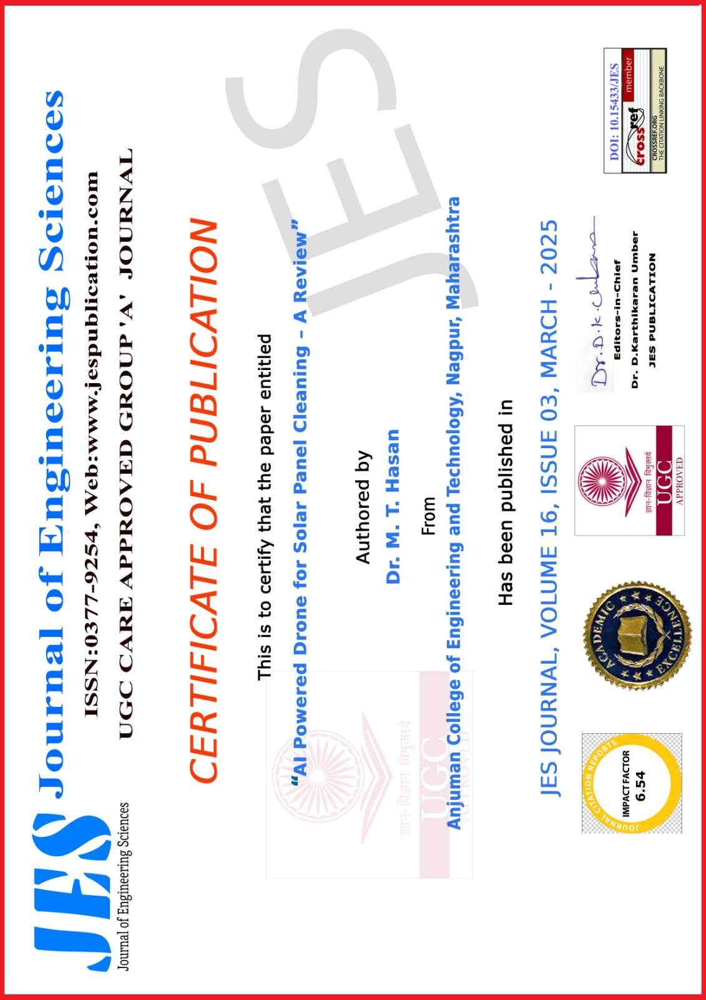 JES
Journal of Engineering Sciences
Journal of Engineering Sciences
ISSN:0377-9254, Web:www.jespublication.com
UGC CARE APPROVED GROUP 'A' JOURNAL
CERTIFICATE OF PUBLICATION
This is to certify that the paper entitled
“AI Powered Drone for Solar Panel Cleaning – A Review”
Authored by
Dr. M. T. Hasan
From
Anjuman College of Engineering and Technology, Nagpur, Maharashtra
Has been published in
JES JOURNAL, VOLUME 16, ISSUE 03, MARCH - 2025
JES
ज्ञान-विज्ञान विमुक्तये
UGC
APPROVED
JOURNAL CITATION REPORTS
IMPACT FACTOR
6.54
ACADEMIC
EXCELLENCE
ज्ञान-विज्ञान विमुक्तये
UGC
APPROVED
Dr. D. K. 
Editors-in-Chief
Dr. D.Karthikaran Umber
JES PUBLICATION
DOI: 10.15433/JES
crossref member
CROSSREF.ORG
THE CITATION LINKING BACKBONE